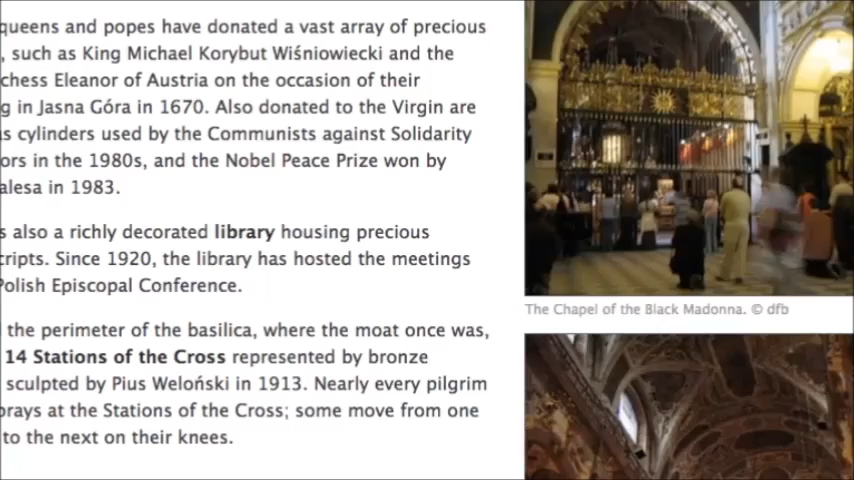 queens and popes have donated a vast array of precious
, such as King Michael Korybut Wiśniowiecki and the
chess Eleanor of Austria on the occasion of their
g in Jasna Góra in 1670. Also donated to the Virgin are
s cylinders used by the Communists against Solidarity
ors in the 1980s, and the Nobel Peace Prize won by
alesa in 1983.
s also a richly decorated library housing precious
cripts. Since 1920, the library has hosted the meetings
Polish Episcopal Conference.
the perimeter of the basilica, where the moat once was,
14 Stations of the Cross represented by bronze
sculpted by Pius Weloński in 1913. Nearly every pilgrim
prays at the Stations of the Cross; some move from one
to the next on their knees.
The Chapel of the Black Madonna. © dfb